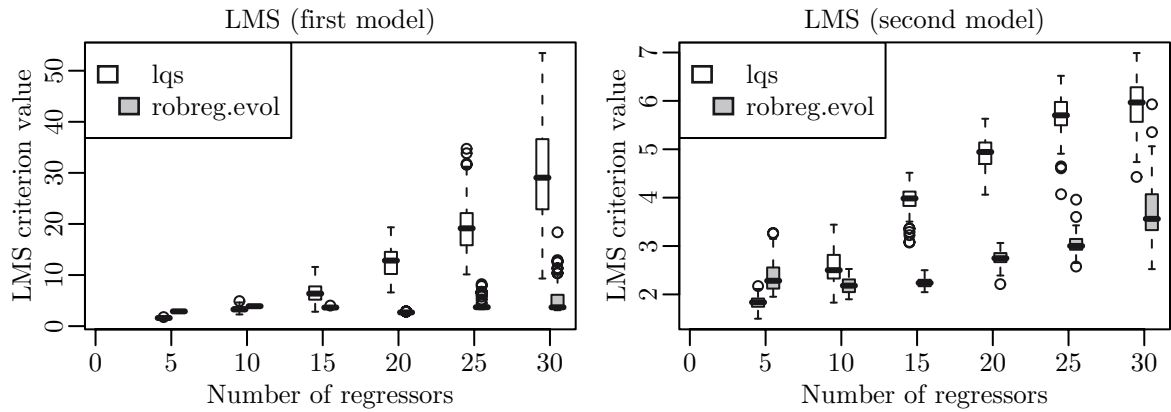 LMS (first model)
LMS criterion value
50
40
30
20
10
0
lqs
robreg.evol
0 5 10 15 20 25 30
Number of regressors
LMS (second model)
LMS criterion value
7
6
5
4
3
2
lqs
robreg.evol
0 5 10 15 20 25 30
Number of regressors